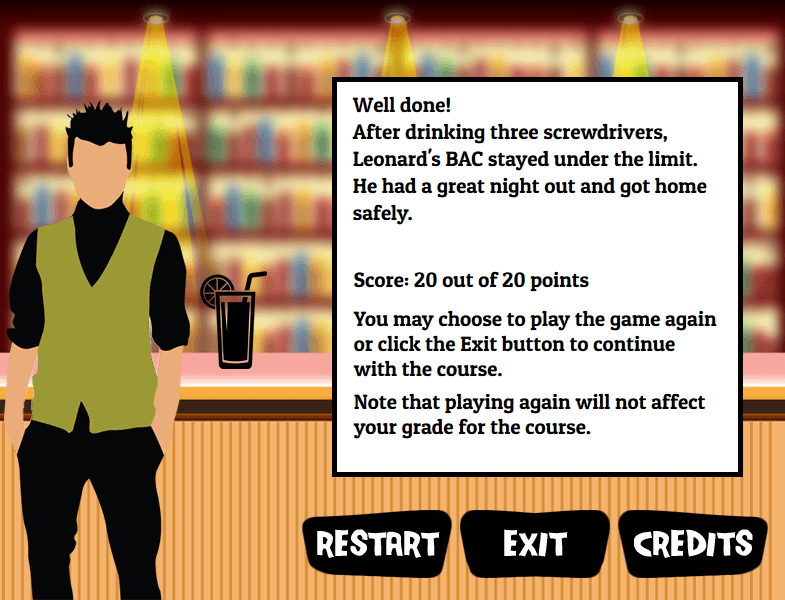 Well done!
After drinking three screwdrivers,
Leonard's BAC stayed under the limit.
He had a great night out and got home
safely.
Score: 20 out of 20 points
You may choose to play the game again
or click the Exit button to continue
with the course.
Note that playing again will not affect
your grade for the course.
RESTART
EXIT
CREDITS